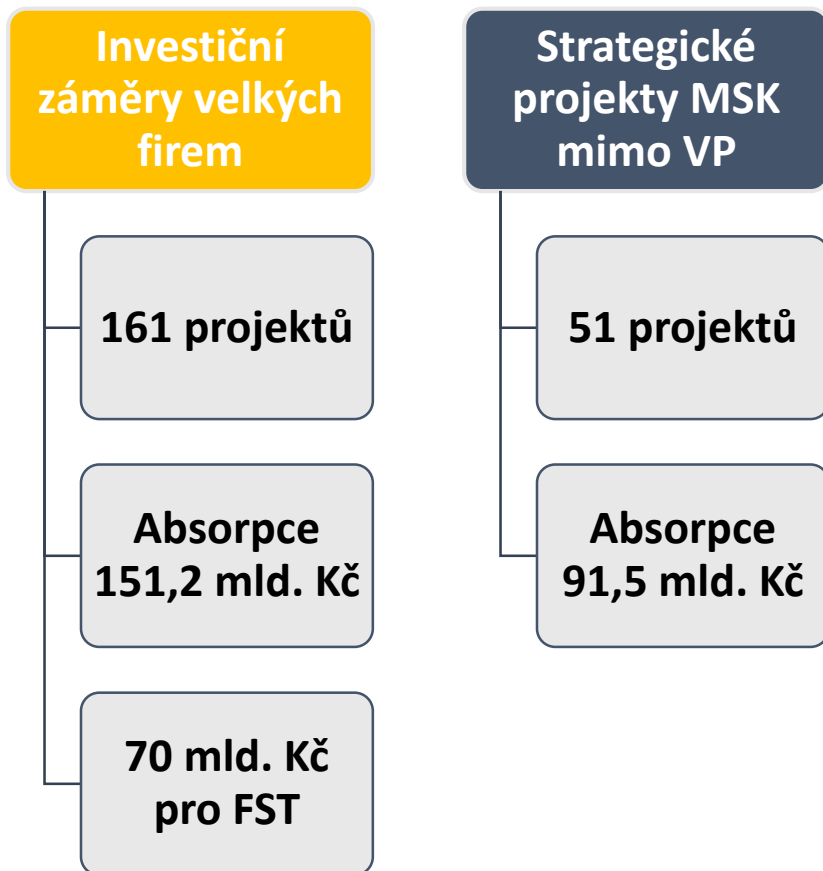 Investiční
záměry velkých
firem
161 projektů
Absorpce
151,2 mld. Kč
70 mld. Kč
pro FST
Strategické
projekty MSK
mimo VP
51 projektů
Absorpce
91,5 mld. Kč